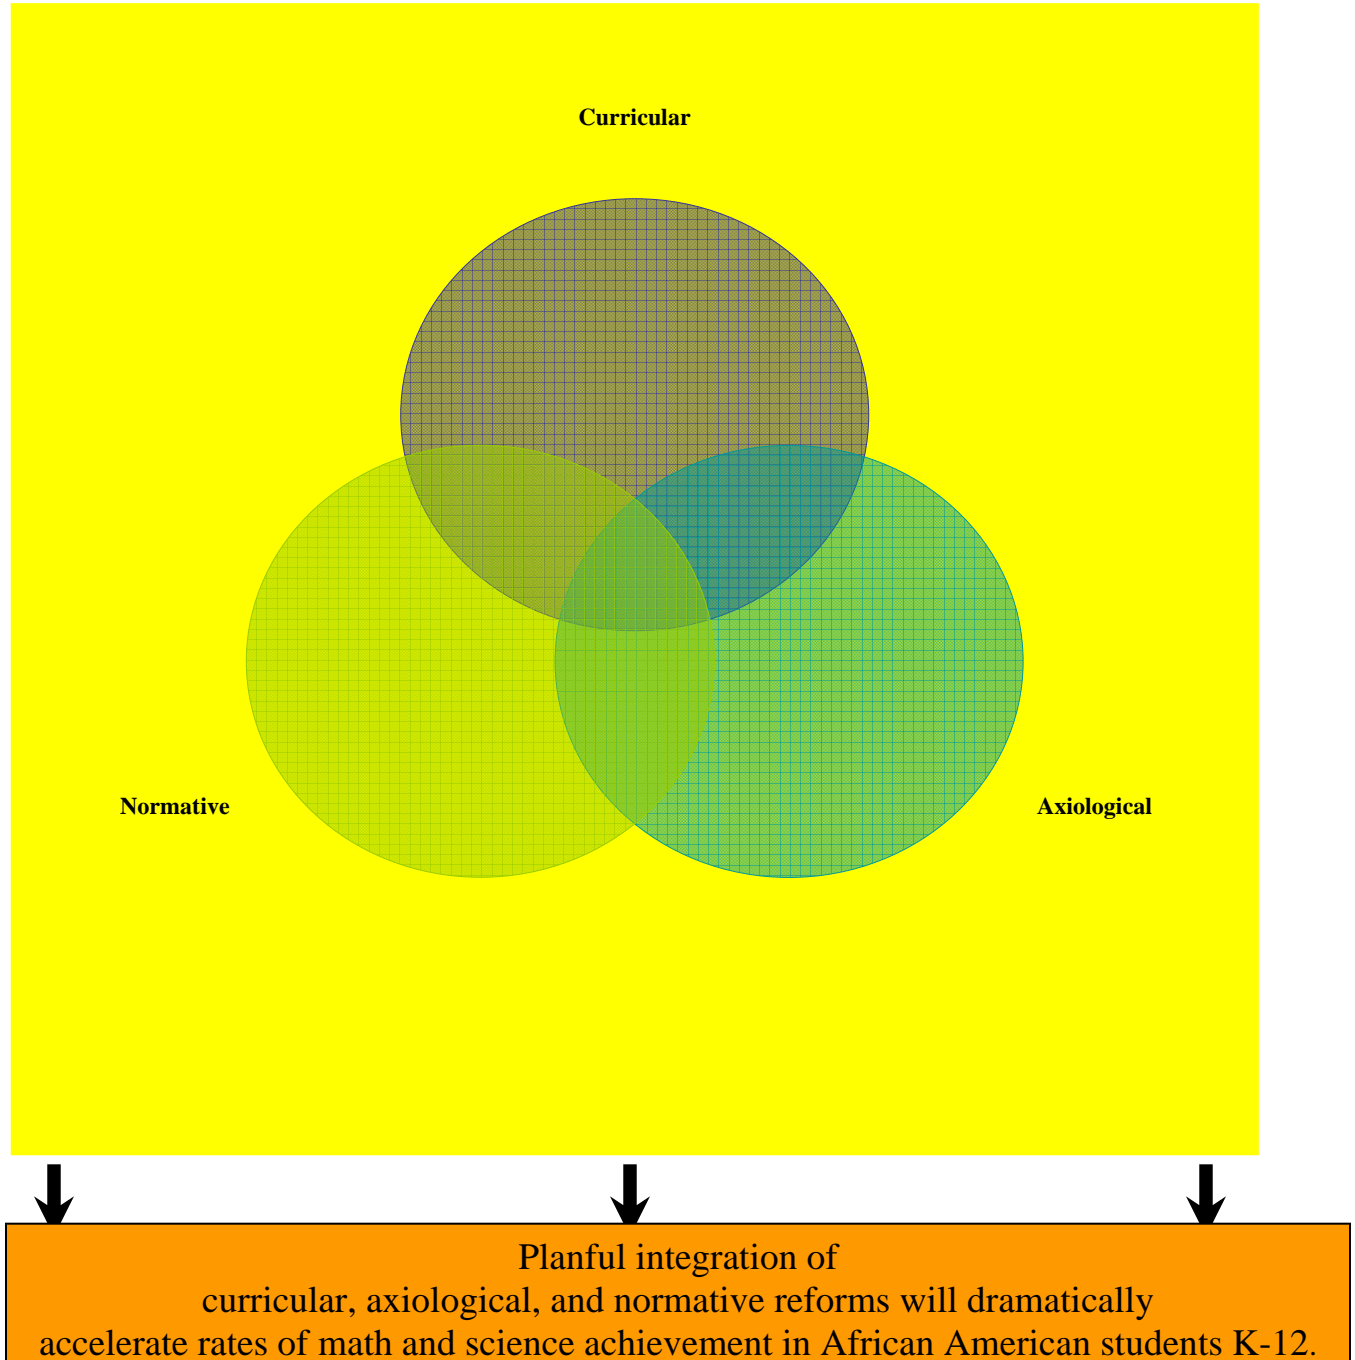 Curricular
Normative
Axiological
Planful integration of
curricular, axiological, and normative reforms will dramatically
accelerate rates of math and science achievement in African American students K-12.